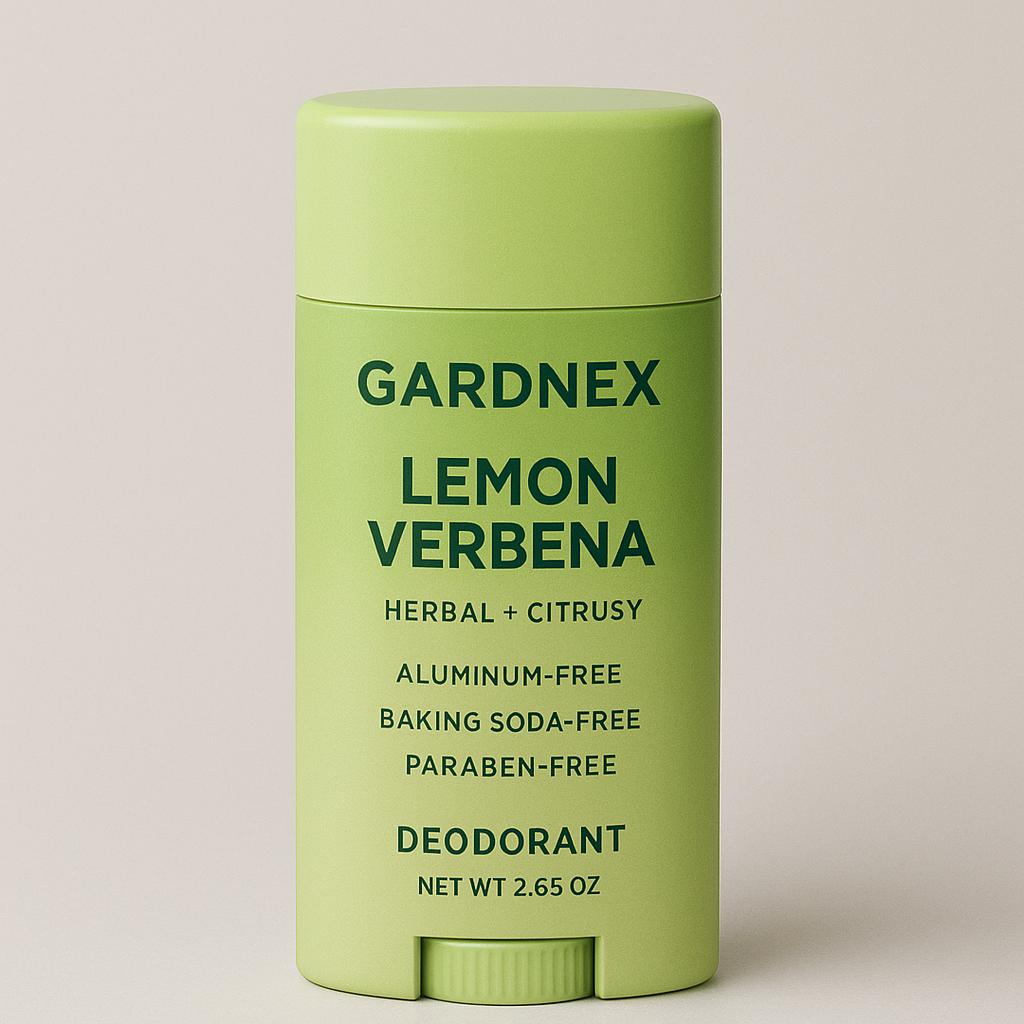 GARDNEX
LEMON
VERBENA
HERBAL + CITRUSY
ALUMINUM-FREE
BAKING SODA-FREE
PARABEN-FREE
DEODORANT
NET WT 2.65 OZ